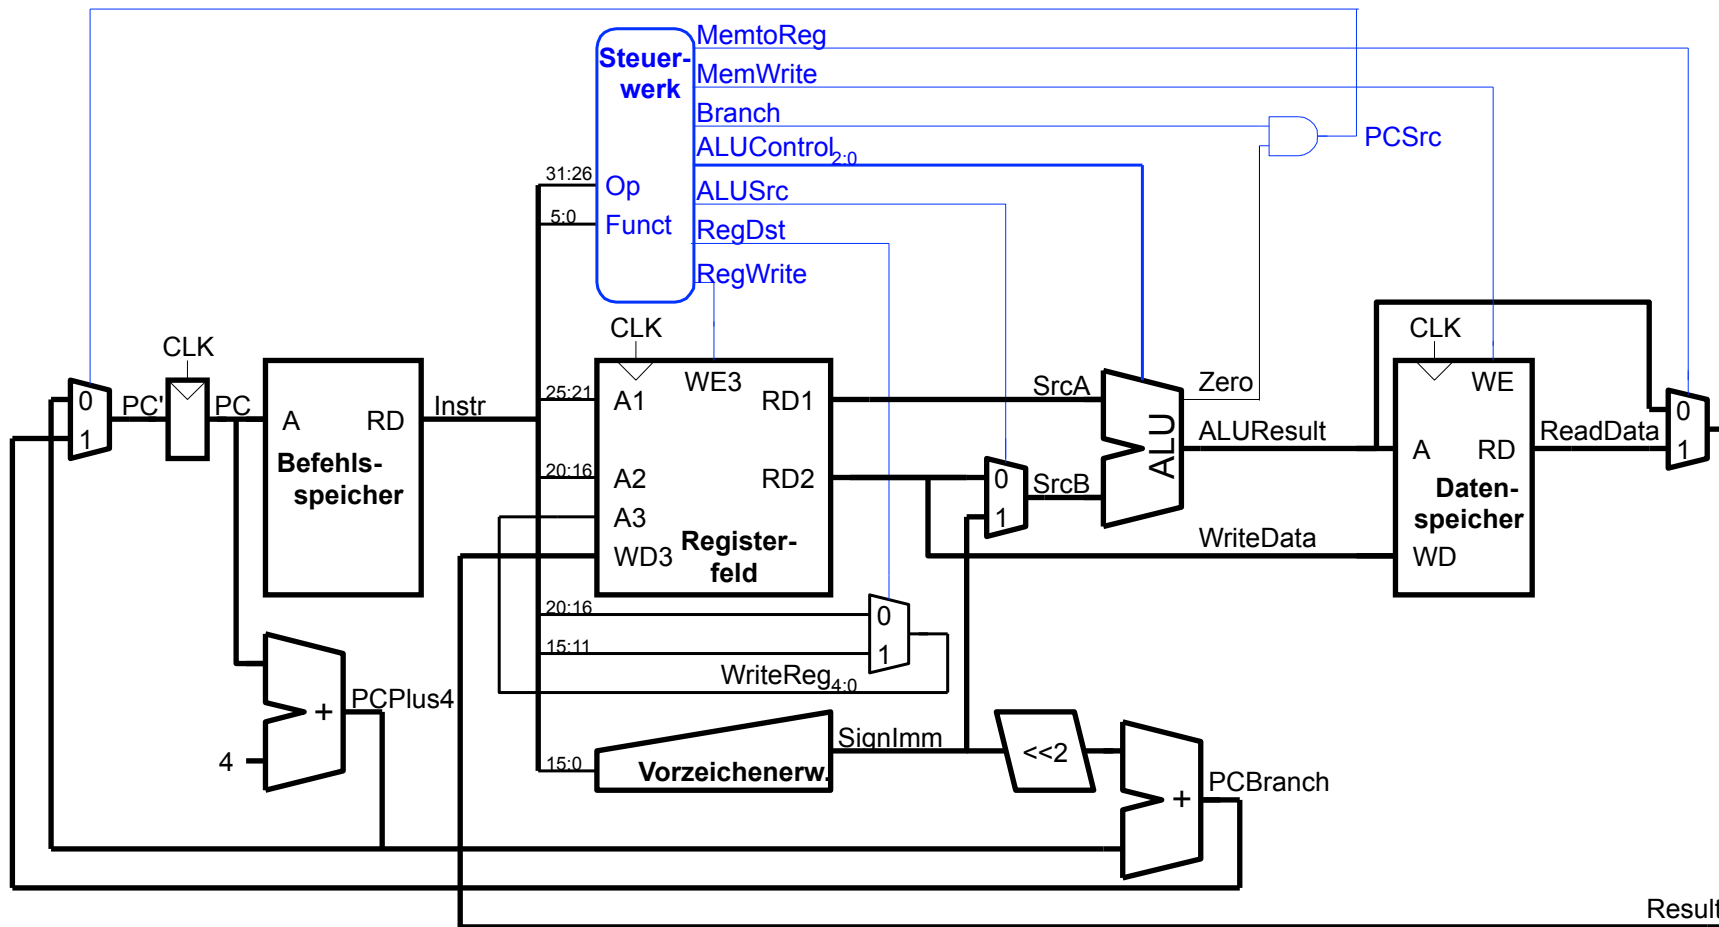 MemtoReg
Steuer-
werk
MemWrite
Branch
PCSrc
ALUControl2:0
31:26
Op
ALUSrc
5:0
Funct
RegDst
RegWrite
CLK
CLK
CLK
WE3
WE
0
1
PC'
PC
A
RD
Instr
Befehls-
speicher
25:21
A1
RD1
SrcA
Zero
ALU
ALUResult
A
RD
ReadData
0
1
20:16
A2
RD2
0
1
SrcB
Daten-
speicher
A3
Register-
feld
WD3
WriteData
WD
20:16
0
15:11
1
WriteReg4:0
PCPlus4
+
4
15:0
Vorzeichenerw.
SignImm
<<2
+
PCBranch
Result